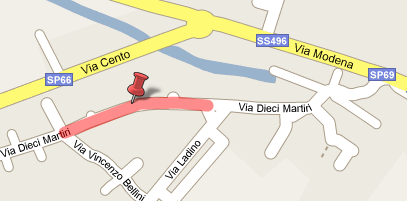 SS496
Via Modena
Via Cento
SP69
SP66
Via Dieci Martiri
Via Dieci Martiri
Via Ladino
Via Vincenzo Bellini